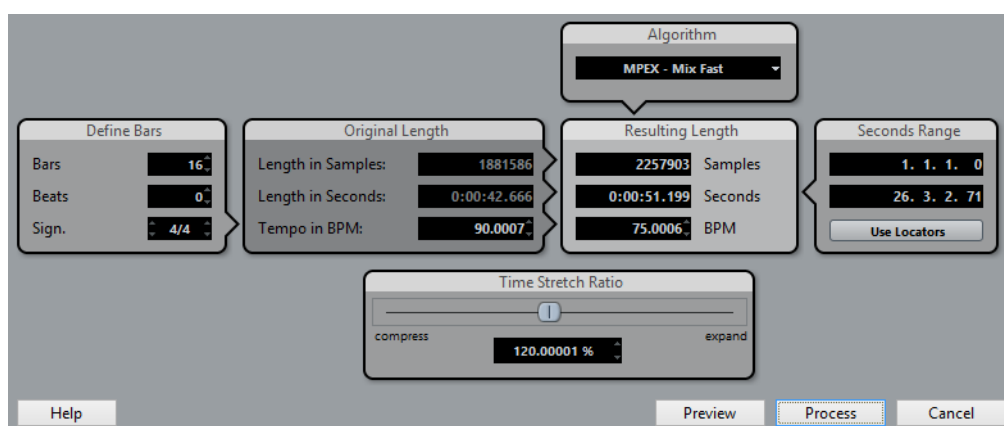 Algorithm
MPEX - Mix Fast
Define Bars
Bars 16
Beats 0
Sign. 4/4
Original Length
Length in Samples: 1881586
Length in Seconds: 0:00:42.666
Tempo in BPM: 90.0007
Resulting Length
2257903 Samples
0:00:51.199 Seconds
75.0006 BPM
Seconds Range
1. 1. 1. 0
26. 3. 2. 71
Use Locators
Time Stretch Ratio
compress expand
120.00001 %
Help Preview Process Cancel